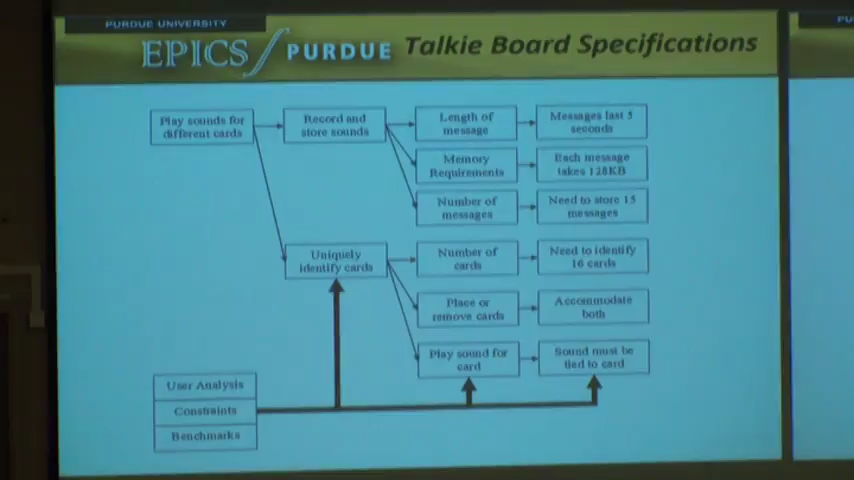 PURDUE UNIVERSITY
EPICS PURDUE Talkie Board Specifications
PU
Play sounds for
different cards
Record and
store sounds
Length of
message
Messages last 5
seconds
Memory
Requirements
Each message
takes 128KB
Number of
messages
Need to store 15
messages
Uniquely
identify cards
Number of
cards
Need to identify
16 cards
Place or
remove cards
Accommodate
both
Play sound for
card
Sound must be
tied to card
User Analysis
Constraints
Benchmarks